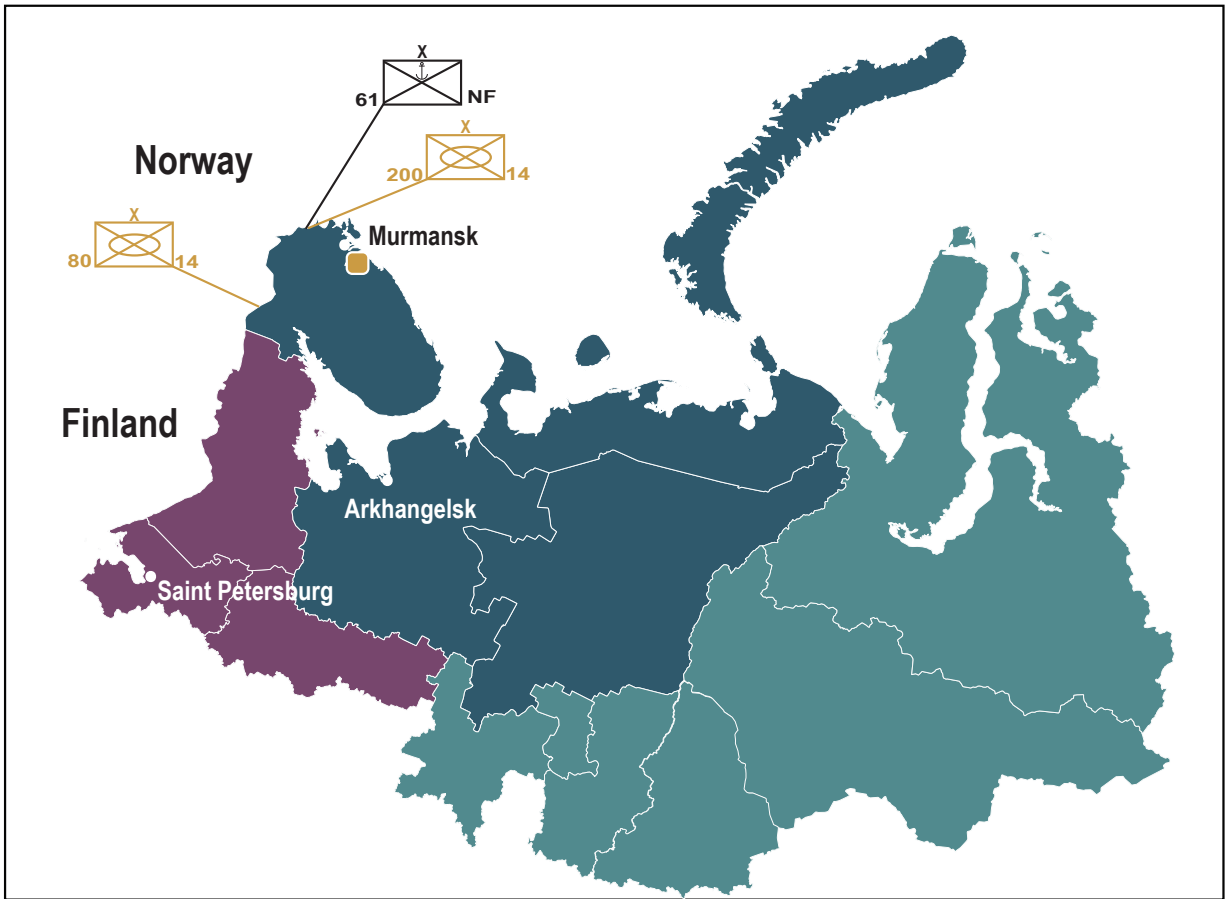 X
61 NF
X
200 14
Norway
X
80 14
Murmansk
Finland
Arkhangelsk
Saint Petersburg